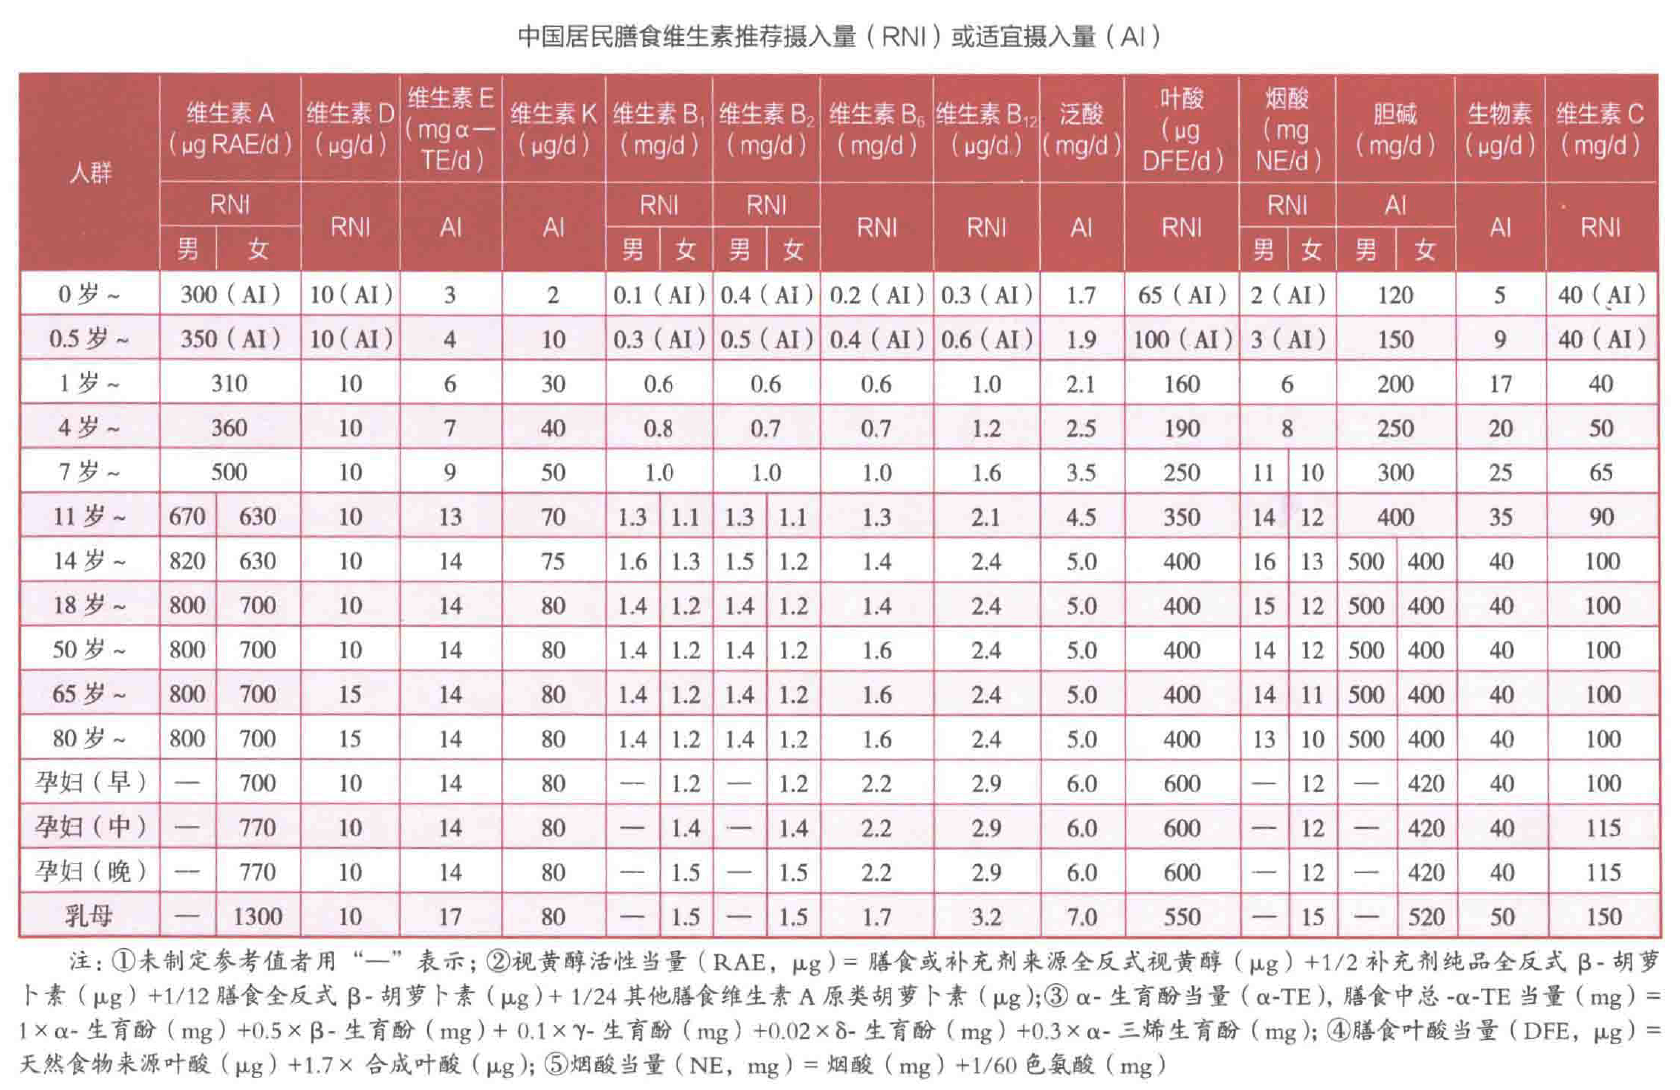 中国居民膳食维生素推荐摄入量（RNI）或适宜摄入量（AI）
人群 维生素 A（μg RAE/d） 维生素 D（μg/d） 维生素 E（mg α—TE/d） 维生素 K（μg/d） 维生素 B₁（mg/d） 维生素 B₂（mg/d） 维生素 B₆（mg/d） 维生素 B₁₂（μg/d） 泛酸（mg/d） 叶酸（μg DFE/d） 烟酸（mg NE/d） 胆碱（mg/d） 生物素（μg/d） 维生素 C（mg/d）
RNI RNI AI AI RNI RNI RNI RNI AI RNI RNI AI AI RNI
男 女 男 女 男 女 男 女 男 女
0 岁 ~ 300（AI） 10（AI） 3 2 0.1（AI） 0.4（AI） 0.2（AI） 0.3（AI） 1.7 65（AI） 2（AI） 120 5 40（AI）
0.5 岁 ~ 350（AI） 10（AI） 4 10 0.3（AI） 0.5（AI） 0.4（AI） 0.6（AI） 1.9 100（AI） 3（AI） 150 9 40（AI）
1 岁 ~ 310 10 6 30 0.6 0.6 0.6 1.0 2.1 160 6 200 17 40
4 岁 ~ 360 10 7 40 0.8 0.7 0.7 1.2 2.5 190 8 250 20 50
7 岁 ~ 500 10 9 50 1.0 1.0 1.0 1.6 3.5 250 11 10 300 25 65
11 岁 ~ 670 630 10 13 70 1.3 1.1 1.3 1.1 1.3 2.1 4.5 350 14 12 400 35 90
14 岁 ~ 820 630 10 14 75 1.6 1.3 1.5 1.2 1.4 2.4 5.0 400 16 13 500 400 40 100
18 岁 ~ 800 700 10 14 80 1.4 1.2 1.4 1.2 1.4 2.4 5.0 400 15 12 500 400 40 100
50 岁 ~ 800 700 10 14 80 1.4 1.2 1.4 1.2 1.6 2.4 5.0 400 14 12 500 400 40 100
65 岁 ~ 800 700 15 14 80 1.4 1.2 1.4 1.2 1.6 2.4 5.0 400 14 11 500 400 40 100
80 岁 ~ 800 700 15 14 80 1.4 1.2 1.4 1.2 1.6 2.4 5.0 400 13 10 500 400 40 100
孕妇（早） — 700 10 14 80 — 1.2 — 1.2 2.2 2.9 6.0 600 — 12 — 420 40 100
孕妇（中） — 770 10 14 80 — 1.4 — 1.4 2.2 2.9 6.0 600 — 12 — 420 40 115
孕妇（晚） — 770 10 14 80 — 1.5 — 1.5 2.2 2.9 6.0 600 — 12 — 420 40 115
乳母 — 1300 10 17 80 — 1.5 — 1.5 1.7 3.2 7.0 550 — 15 — 520 50 150
注：①未制定参考值者用“—”表示；②视黄醇活性当量（RAE，μg）= 膳食或补充剂来源全反式视黄醇（μg）+1/2 补充剂纯品全反式 β- 胡萝
卜素（μg）+1/12 膳食全反式 β- 胡萝卜素（μg）+ 1/24 其他膳食维生素 A 原类胡萝卜素（μg）;③ α- 生育酚当量（α-TE），膳食中总 -α-TE 当量（mg）=
1×α- 生育酚（mg）+0.5×β- 生育酚（mg）+ 0.1×γ- 生育酚（mg）+0.02×δ- 生育酚（mg）+0.3×α- 三烯生育酚（mg）；④膳食叶酸当量（DFE，μg）=
天然食物来源叶酸（μg）+1.7× 合成叶酸（μg）；⑤烟酸当量（NE，mg）= 烟酸（mg）+1/60 色氨酸（mg）